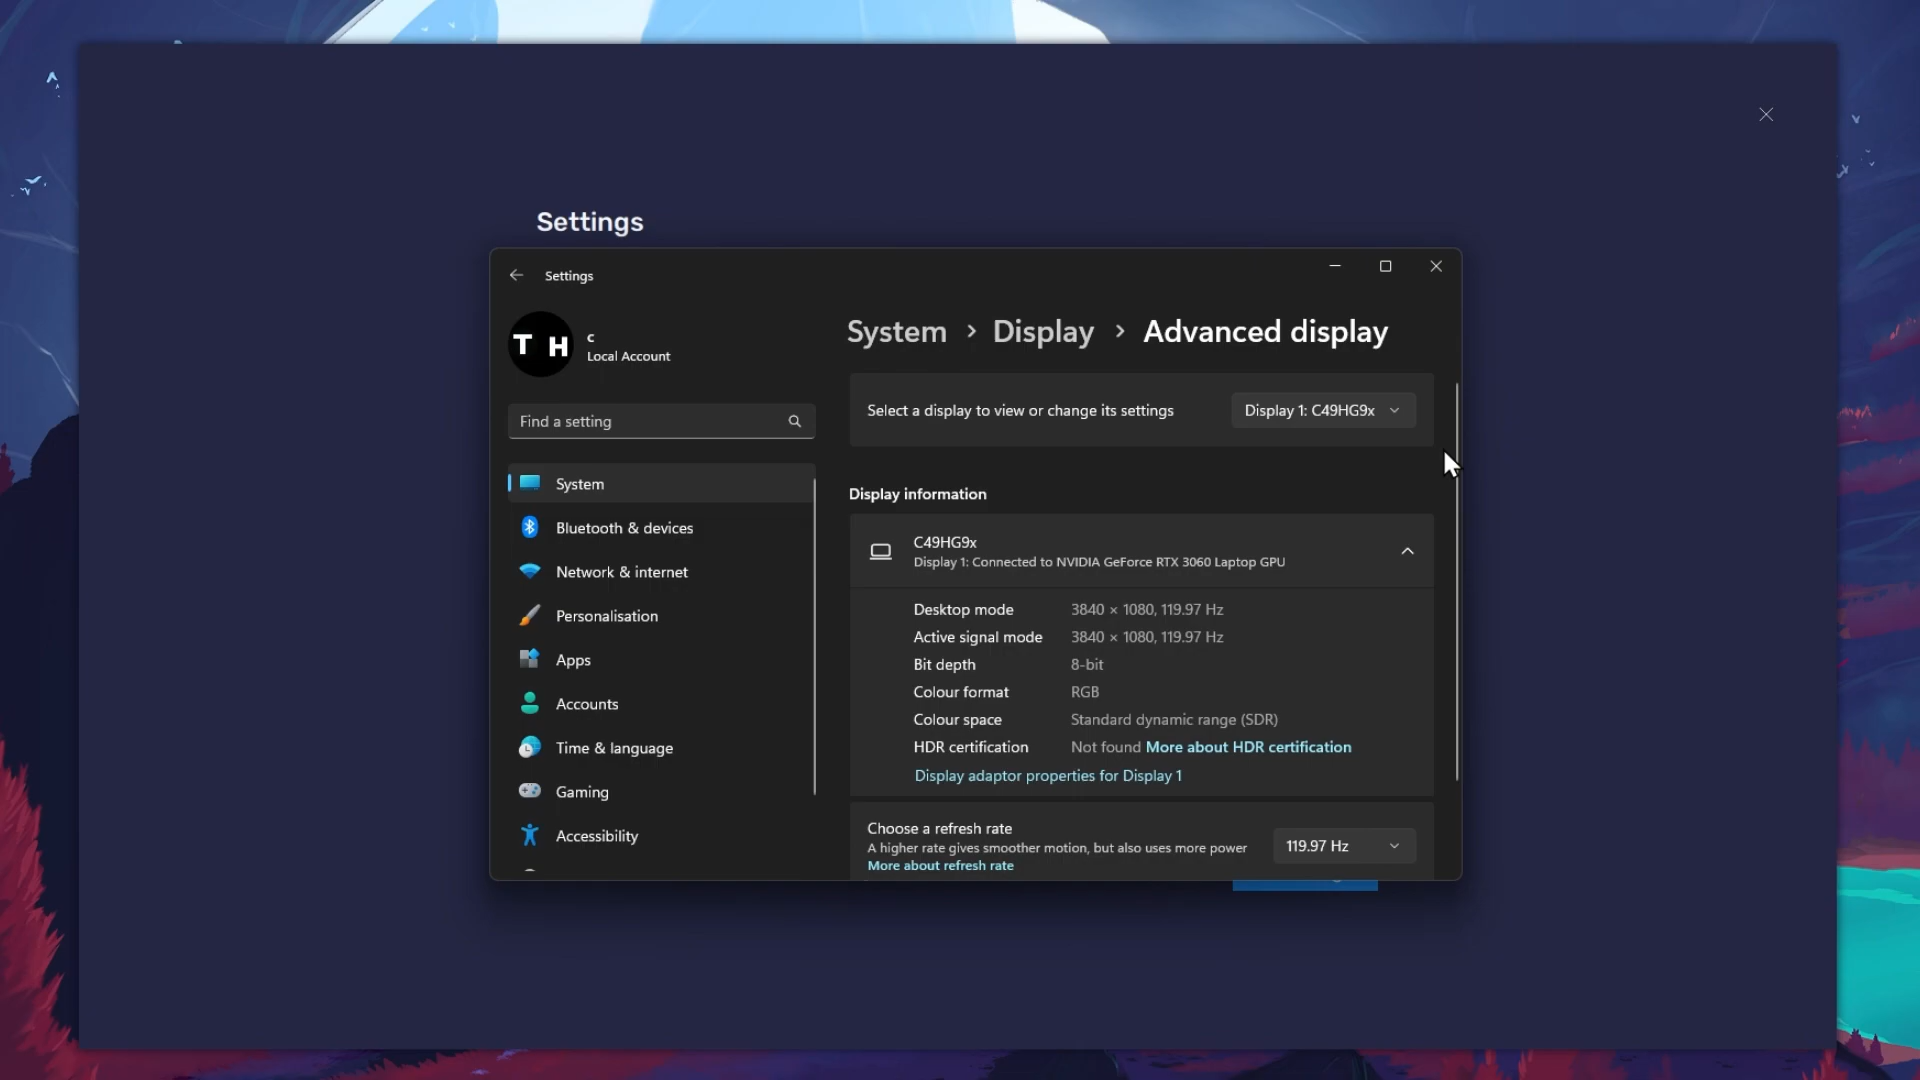 Settings
Settings
T H
c
Local Account
System > Display > Advanced display
Find a setting
System
Bluetooth & devices
Network & internet
Personalisation
Apps
Accounts
Time & language
Gaming
Accessibility
Select a display to view or change its settings
Display 1: C49HG9x
Display information
C49HG9x
Display 1: Connected to NVIDIA GeForce RTX 3060 Laptop GPU
Desktop mode 3840 × 1080, 119.97 Hz
Active signal mode 3840 × 1080, 119.97 Hz
Bit depth 8-bit
Colour format RGB
Colour space Standard dynamic range (SDR)
HDR certification Not found More about HDR certification
Display adaptor properties for Display 1
Choose a refresh rate
A higher rate gives smoother motion, but also uses more power
More about refresh rate
119.97 Hz